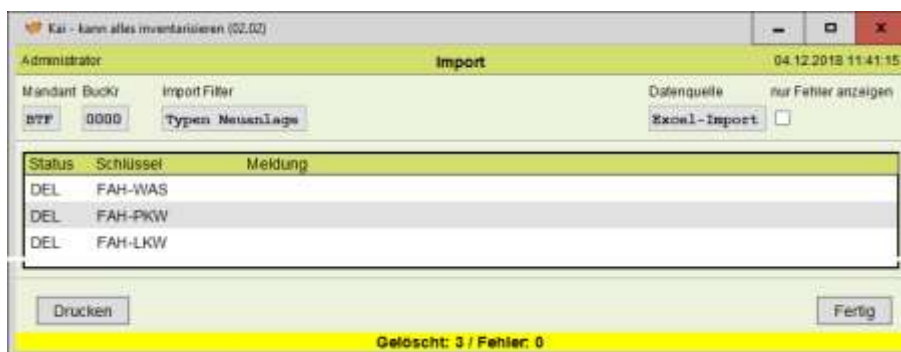 Kai - kann alles inventarisieren (02.02)
Administrator Import 04.12.2018 11:41:15
Mandant BucKr Import Filter Datenquelle nur Fehler anzeigen
BTF 0000 Typen Neuanlage Excel-Import
Status Schlüssel Meldung
DEL FAH-WAS
DEL FAH-PKW
DEL FAH-LKW
Drucken Fertig
Gelöscht: 3 / Fehler: 0